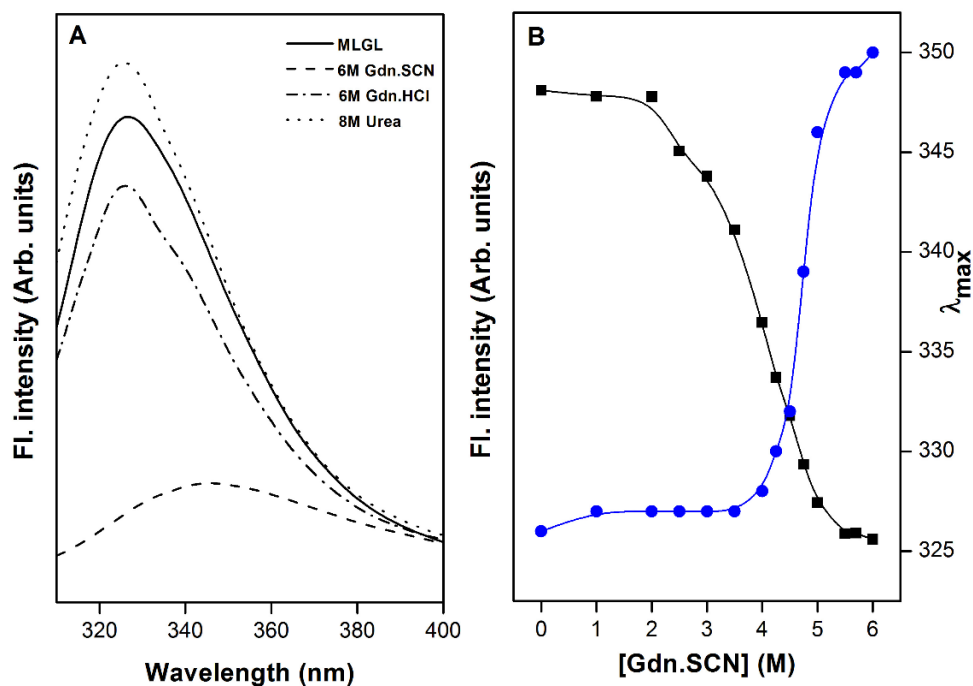 A
MLGL
6M Gdn.SCN
6M Gdn.HCl
8M Urea
Fl. intensity (Arb. units)
320 340 360 380 400
Wavelength (nm)
B
Fl. intensity (Arb. units)
350
345
340
335
330
325
λmax
0 1 2 3 4 5 6
[Gdn.SCN] (M)